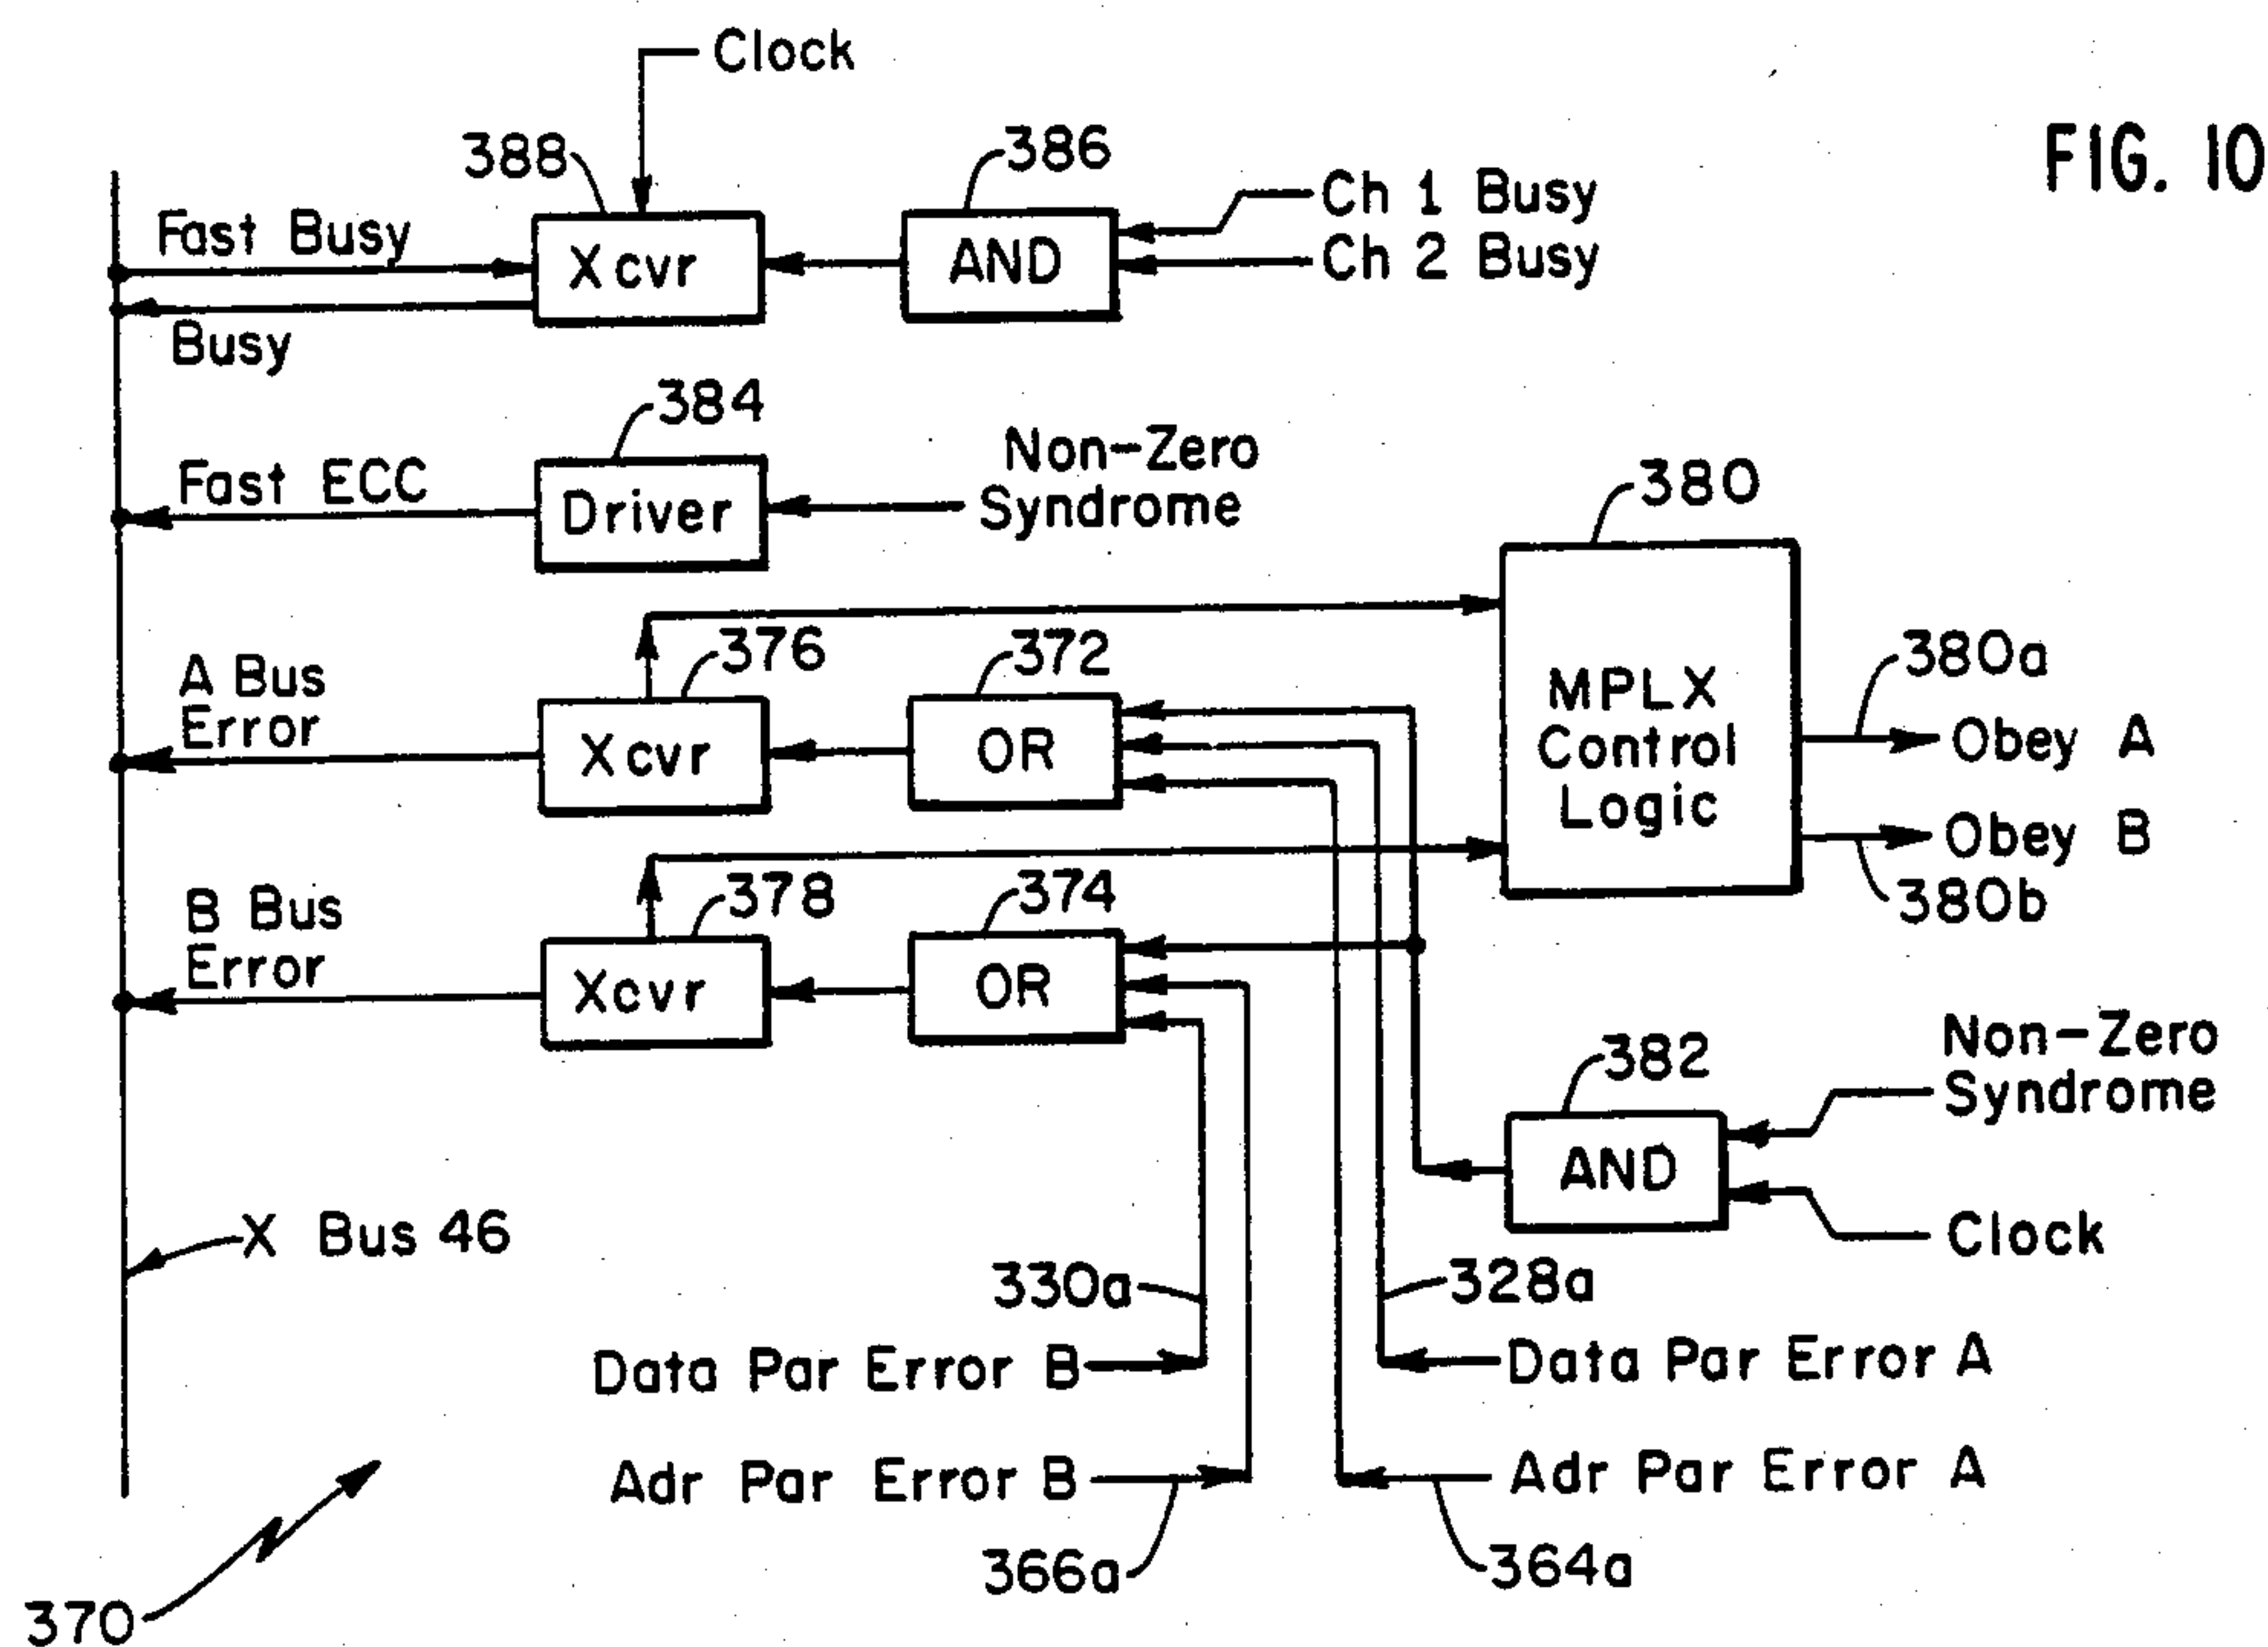 Clock
FIG. 10
388
386
Ch 1 Busy
Fast Busy
Xcvr
AND
Ch 2 Busy
Busy
384
Non-Zero
Syndrome
Fast ECC
Driver
380
376
372
A Bus
Error
Xcvr
OR
MPLX
Control
Logic
380a
Obey A
Obey B
380b
378
374
B Bus
Error
Xcvr
OR
Non-Zero
Syndrome
382
AND
Clock
X Bus 46
330a
328a
Data Par Error B
Data Par Error A
Adr Par Error B
Adr Par Error A
366a
364a
370